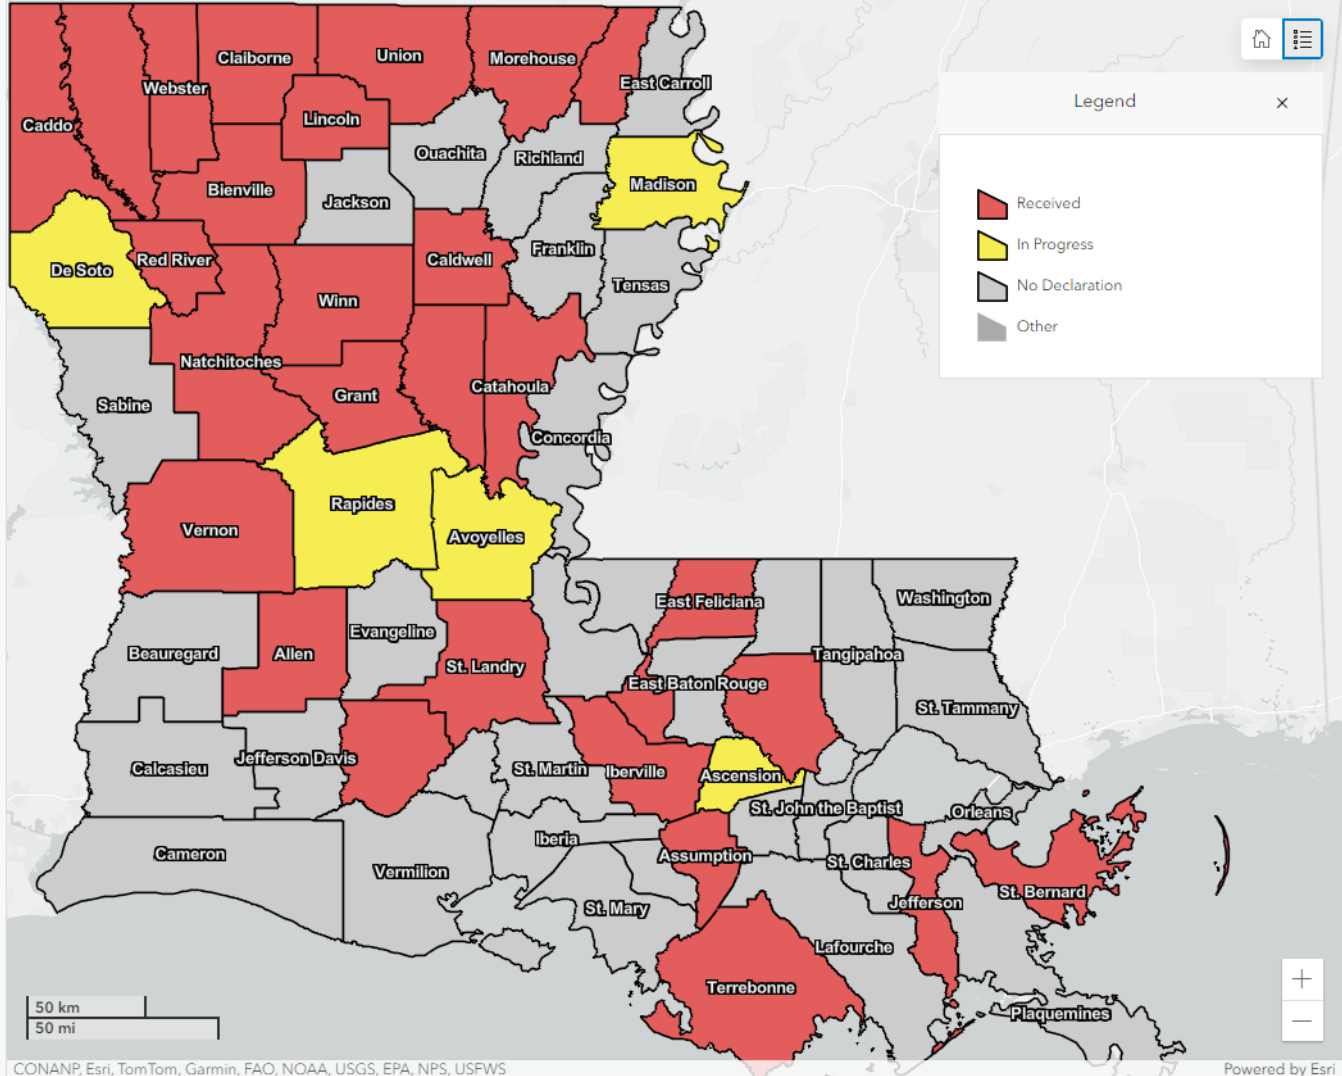 Claiborne
Union
Morehouse
East Carroll
Webster
Caddo
Lincoln
Ouachita
Richland
Madison
Bienville
Jackson
De Soto
Red River
Caldwell
Franklin
Tensas
Winn
Natchitoches
Grant
Catahoula
Sabine
Concordia
Rapides
Vernon
Avoyelles
East Feliciana
Washington
Evangeline
Beauregard
Allen
Tangipahoa
St. Landry
East Baton Rouge
St. Tammany
Jefferson Davis
Calcasieu
St. Martin
Iberville
Ascension
St. John the Baptist
Orleans
Iberia
Cameron
Assumption
St. Charles
Vermilion
St. Bernard
Jefferson
St. Mary
Lafourche
Terrebonne
Plaquemines
Legend
Received
In Progress
No Declaration
Other
50 km
50 mi
CONANP, Esri, TomTom, Garmin, FAO, NOAA, USGS, EPA, NPS, USFWS
Powered by Esri